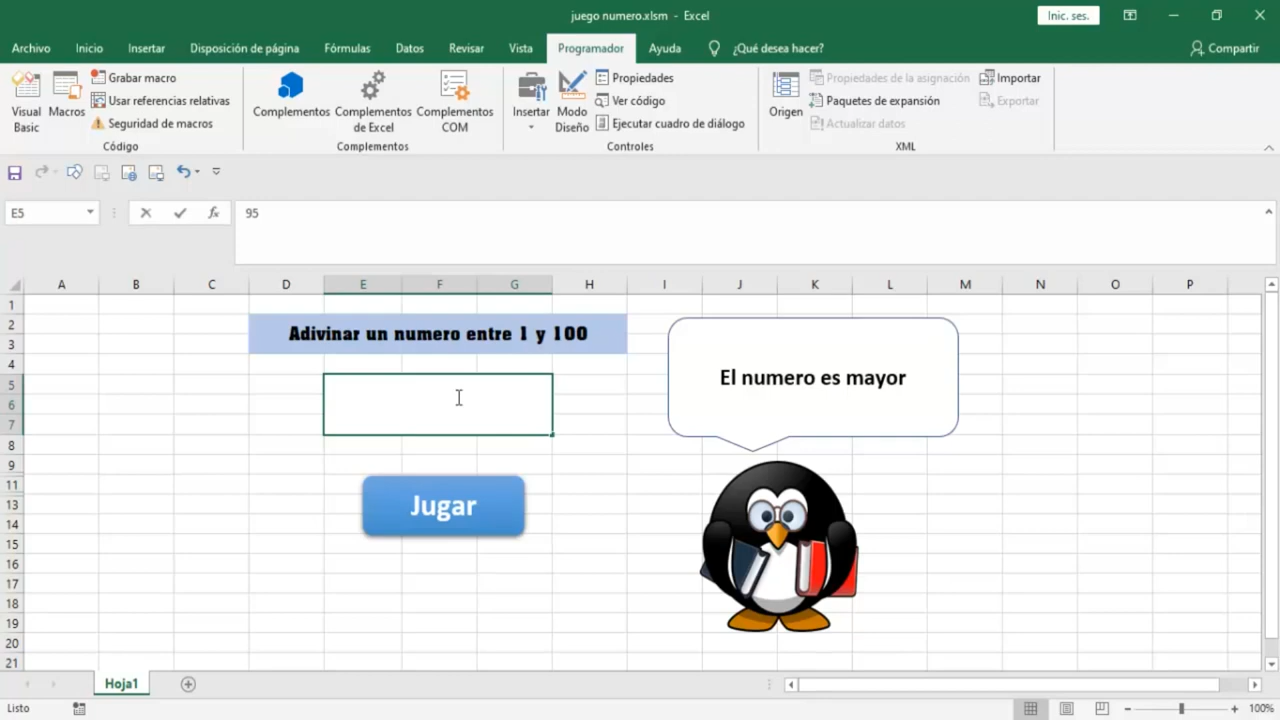 juego numero.xlsm - Excel
Inic. ses.
Archivo Inicio Insertar Disposición de página Fórmulas Datos Revisar Vista Programador Ayuda ¿Qué desea hacer? Compartir
Visual Basic
Macros
Grabar macro
Usar referencias relativas
Seguridad de macros
Código
Complementos
Complementos de Excel
Complementos COM
Complementos
Insertar
Modo Diseño
Propiedades
Ver código
Ejecutar cuadro de diálogo
Controles
Origen
Propiedades de la asignación
Paquetes de expansión
Actualizar datos
Importar
Exportar
XML
E5 fx 95
A B C D E F G H I J K L M N O P
1
2
3
4
5
6
7
8
9
11
13
14
15
16
17
18
19
20
21
Adivinar un numero entre 1 y 100
El numero es mayor
Jugar
Hoja1
Listo
100%